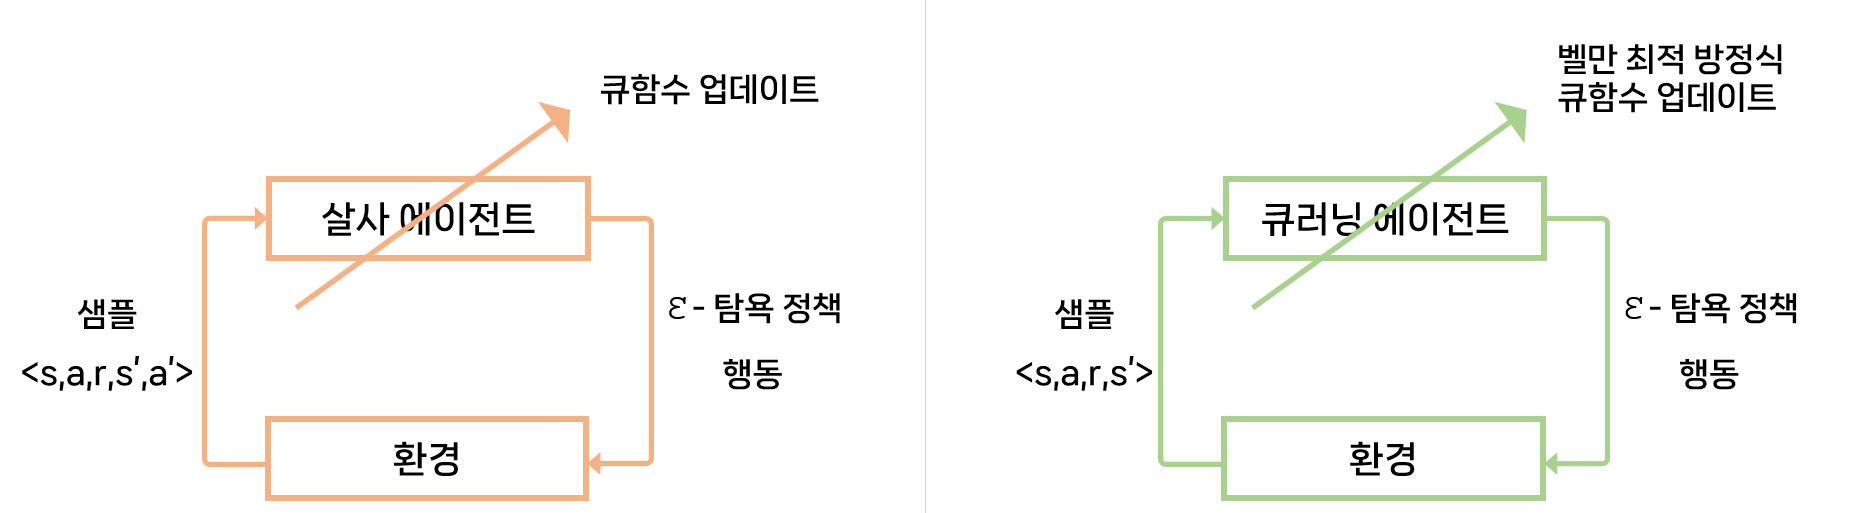 큐함수 업데이트
살사 에이전트
샘플
<s,a,r,s′,a′>
ε - 탐욕 정책
행동
환경
벨만 최적 방정식
큐함수 업데이트
큐러닝 에이전트
샘플
<s,a,r,s′>
ε - 탐욕 정책
행동
환경